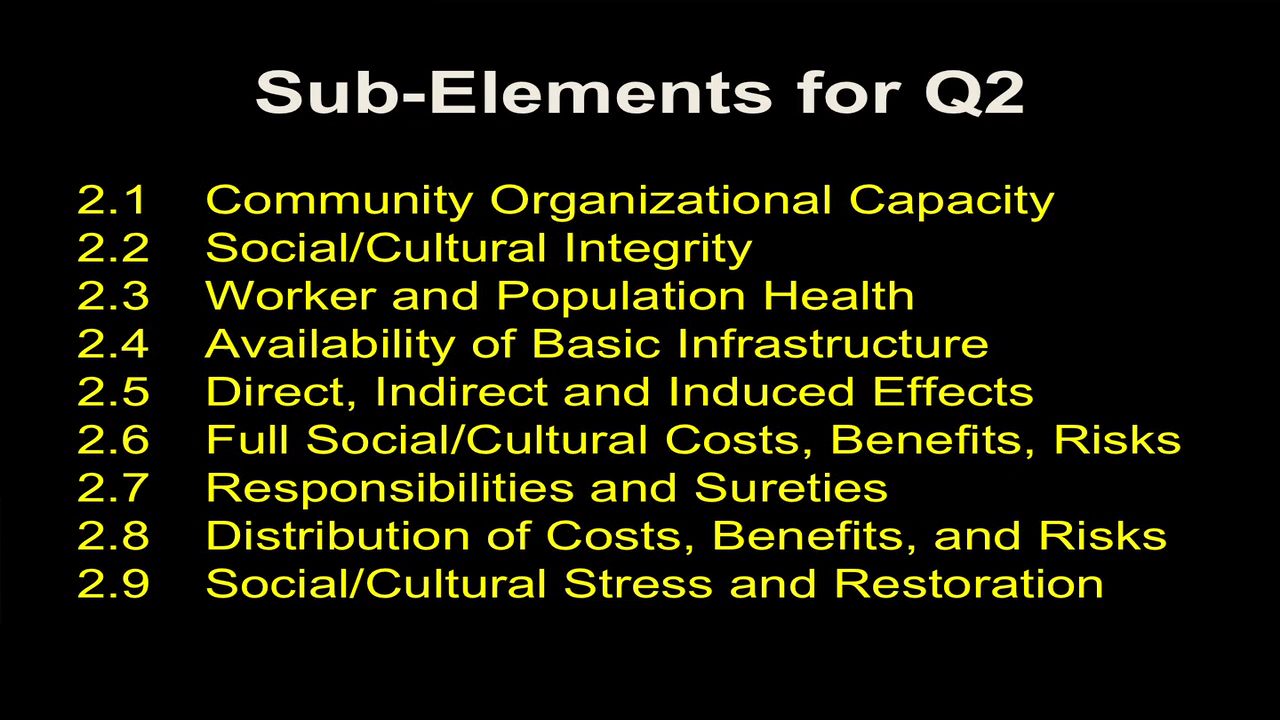 Sub-Elements for Q2
2.1 Community Organizational Capacity
2.2 Social/Cultural Integrity
2.3 Worker and Population Health
2.4 Availability of Basic Infrastructure
2.5 Direct, Indirect and Induced Effects
2.6 Full Social/Cultural Costs, Benefits, Risks
2.7 Responsibilities and Sureties
2.8 Distribution of Costs, Benefits, and Risks
2.9 Social/Cultural Stress and Restoration